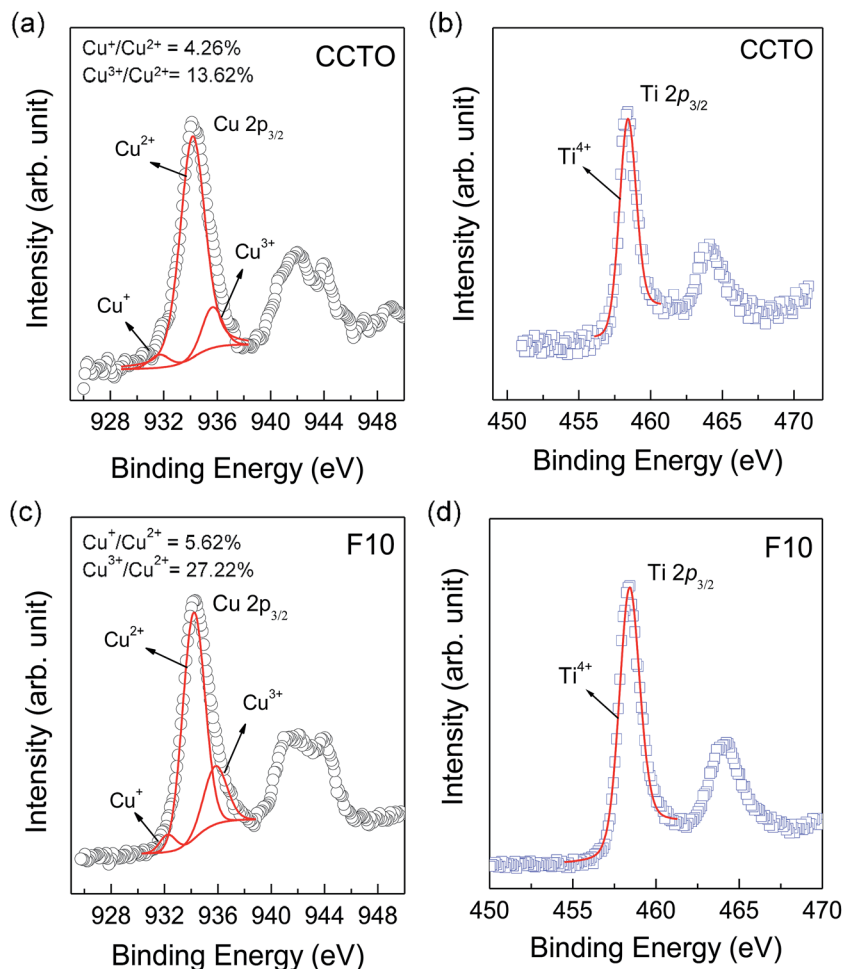 (a)
Cu⁺/Cu²⁺ = 4.26%
Cu³⁺/Cu²⁺= 13.62%
CCTO
Cu 2p₃/₂
Cu²⁺
Cu³⁺
Cu⁺
Intensity (arb. unit)
928 932 936 940 944 948
Binding Energy (eV)
(b)
CCTO
Ti 2p₃/₂
Ti⁴⁺
Intensity (arb. unit)
450 455 460 465 470
Binding Energy (eV)
(c)
Cu⁺/Cu²⁺ = 5.62%
Cu³⁺/Cu²⁺= 27.22%
F10
Cu 2p₃/₂
Cu²⁺
Cu³⁺
Cu⁺
Intensity (arb. unit)
928 932 936 940 944 948
Binding Energy (eV)
(d)
F10
Ti 2p₃/₂
Ti⁴⁺
Intensity (arb. unit)
450 455 460 465 470
Binding Energy (eV)